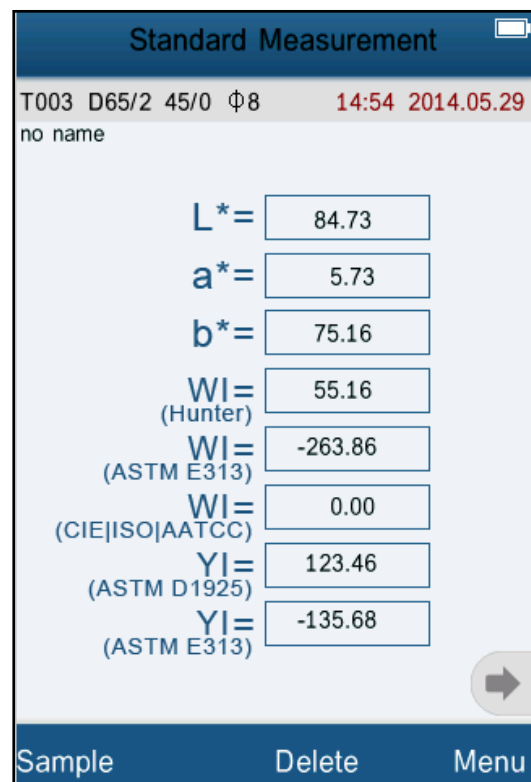 Standard Measurement
T003 D65/2 45/0 Φ8 14:54 2014.05.29
no name
L*= 84.73
a*= 5.73
b*= 75.16
WI= 55.16
(Hunter)
WI= -263.86
(ASTM E313)
WI= 0.00
(CIE|ISO|AATCC)
YI= 123.46
(ASTM D1925)
YI= -135.68
(ASTM E313)
Sample Delete Menu